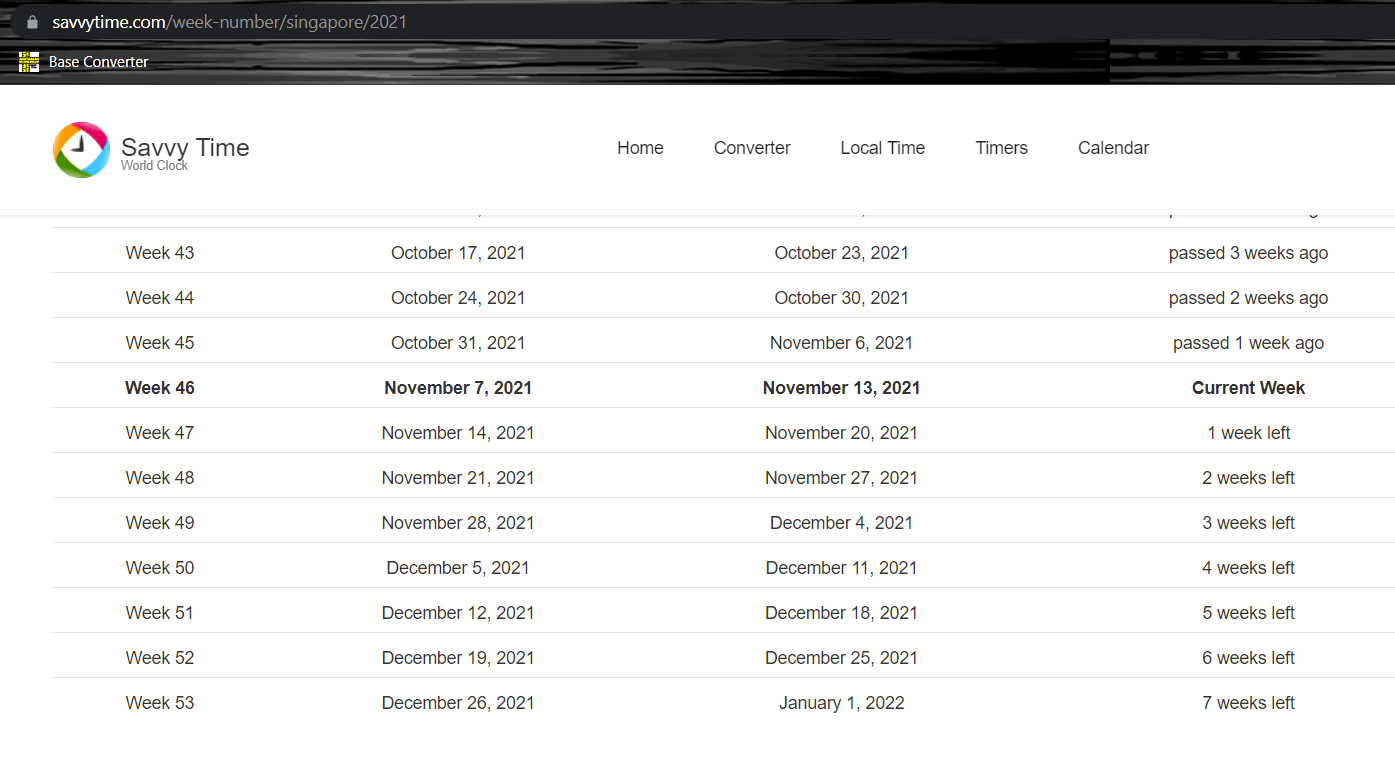 savvytime.com/week-number/singapore/2021
Base Converter
Savvy Time
World Clock
Home Converter Local Time Timers Calendar
Week 43 October 17, 2021 October 23, 2021 passed 3 weeks ago
Week 44 October 24, 2021 October 30, 2021 passed 2 weeks ago
Week 45 October 31, 2021 November 6, 2021 passed 1 week ago
Week 46 November 7, 2021 November 13, 2021 Current Week
Week 47 November 14, 2021 November 20, 2021 1 week left
Week 48 November 21, 2021 November 27, 2021 2 weeks left
Week 49 November 28, 2021 December 4, 2021 3 weeks left
Week 50 December 5, 2021 December 11, 2021 4 weeks left
Week 51 December 12, 2021 December 18, 2021 5 weeks left
Week 52 December 19, 2021 December 25, 2021 6 weeks left
Week 53 December 26, 2021 January 1, 2022 7 weeks left